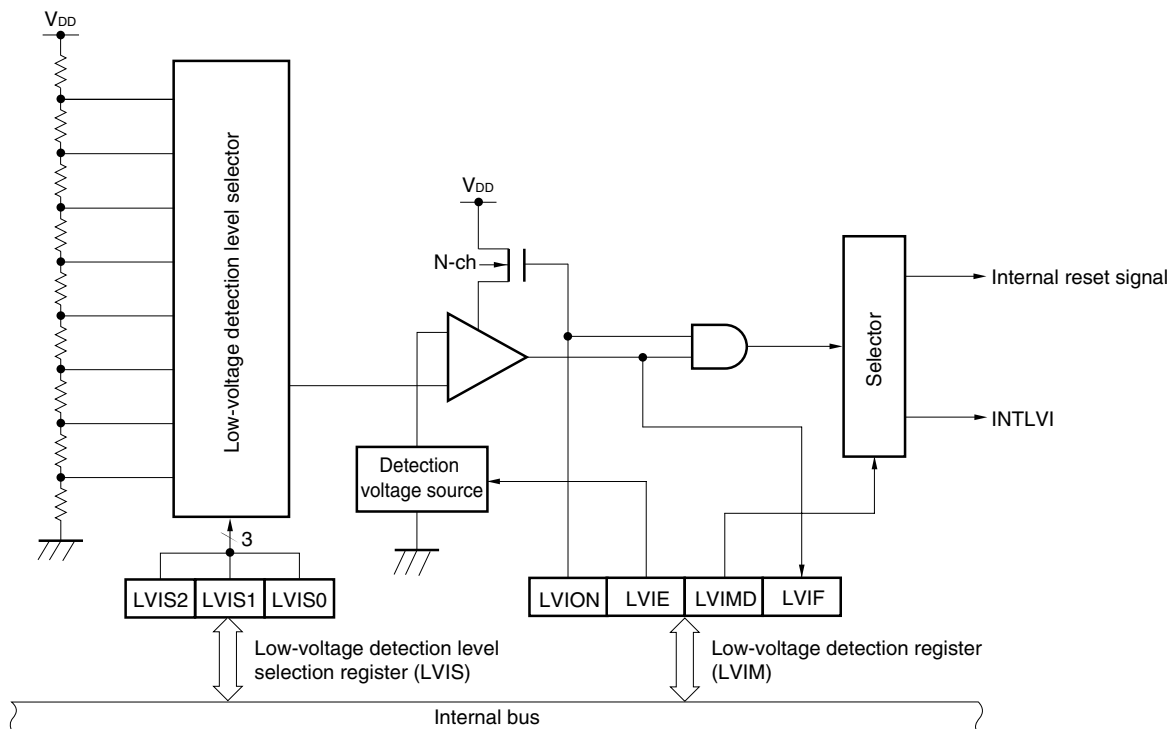 VDD
Low-voltage detection level selector
VDD
N-ch
Internal reset signal
Selector
INTLVI
Detection
voltage source
3
LVIS2 LVIS1 LVIS0
LVION LVIE LVIMD LVIF
Low-voltage detection level
selection register (LVIS)
Low-voltage detection register
(LVIM)
Internal bus